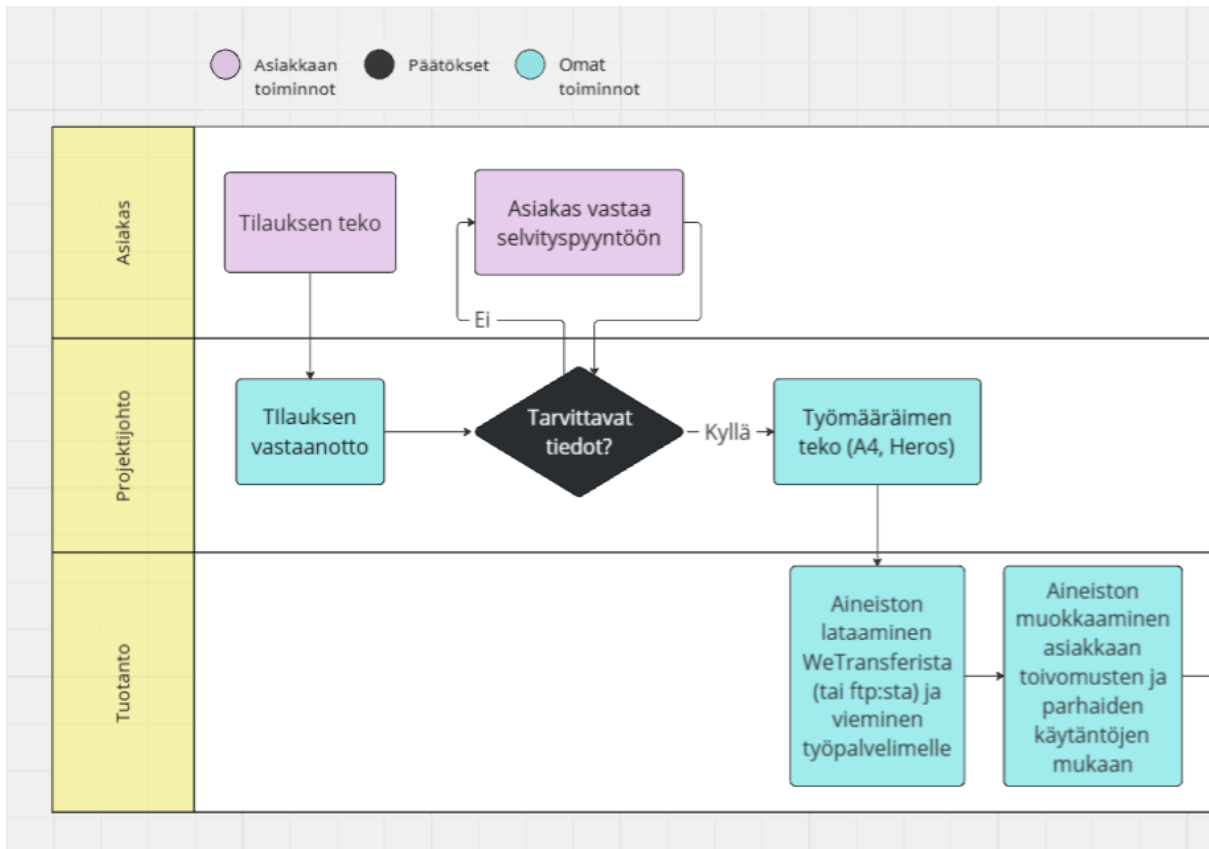 Asiakkaan
toiminnot
Päätökset
Omat
toiminnot
Asiakas
Tilauksen teko
Asiakas vastaa
selvityspyyntöön
Ei
Projektijohto
TIlauksen
vastaanotto
Tarvittavat
tiedot?
Kyllä
Työmääräimen
teko (A4, Heros)
Tuotanto
Aineiston
lataaminen
WeTransferista
(tai ftp:sta) ja
vieminen
työpalvelimelle
Aineiston
muokkaaminen
asiakkaan
toivomusten ja
parhaiden
käytäntöjen
mukaan